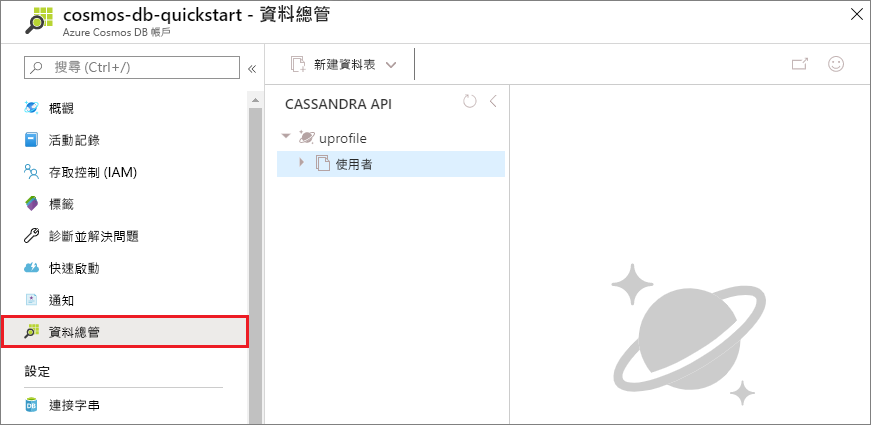 cosmos-db-quickstart - 資料總管
Azure Cosmos DB 帳戶
搜尋 (Ctrl+/)
«
概觀
活動記錄
存取控制 (IAM)
標籤
診斷並解決問題
快速啟動
通知
資料總管
設定
DB
連接字串
新建資料表
CASSANDRA API
uprofile
使用者